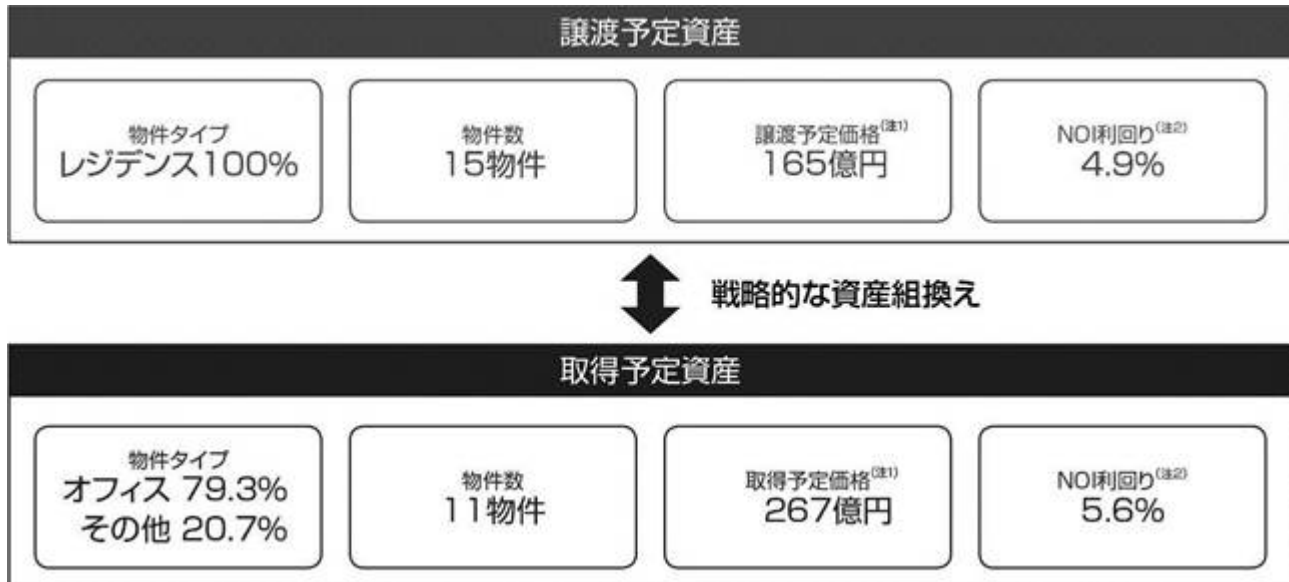 譲渡予定資産
物件タイプ
レジデンス100%
物件数
15物件
譲渡予定価格(注1)
165億円
NOI利回り(注2)
4.9%
戦略的な資産組換え
取得予定資産
物件タイプ
オフィス 79.3%
その他 20.7%
物件数
11物件
取得予定価格(注1)
267億円
NOI利回り(注2)
5.6%